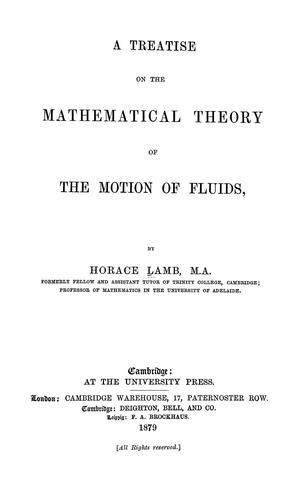 A TREATISE
ON THE
MATHEMATICAL THEORY
OF
THE MOTION OF FLUIDS,
BY
HORACE LAMB, M.A.
FORMERLY FELLOW AND ASSISTANT TUTOR OF TRINITY COLLEGE, CAMBRIDGE;
PROFESSOR OF MATHEMATICS IN THE UNIVERSITY OF ADELAIDE.
Cambridge:
AT THE UNIVERSITY PRESS.
London: CAMBRIDGE WAREHOUSE, 17, PATERNOSTER ROW.
Cambridge: DEIGHTON, BELL, AND CO.
Leipzig: F. A. BROCKHAUS.
1879
[All Rights reserved.]